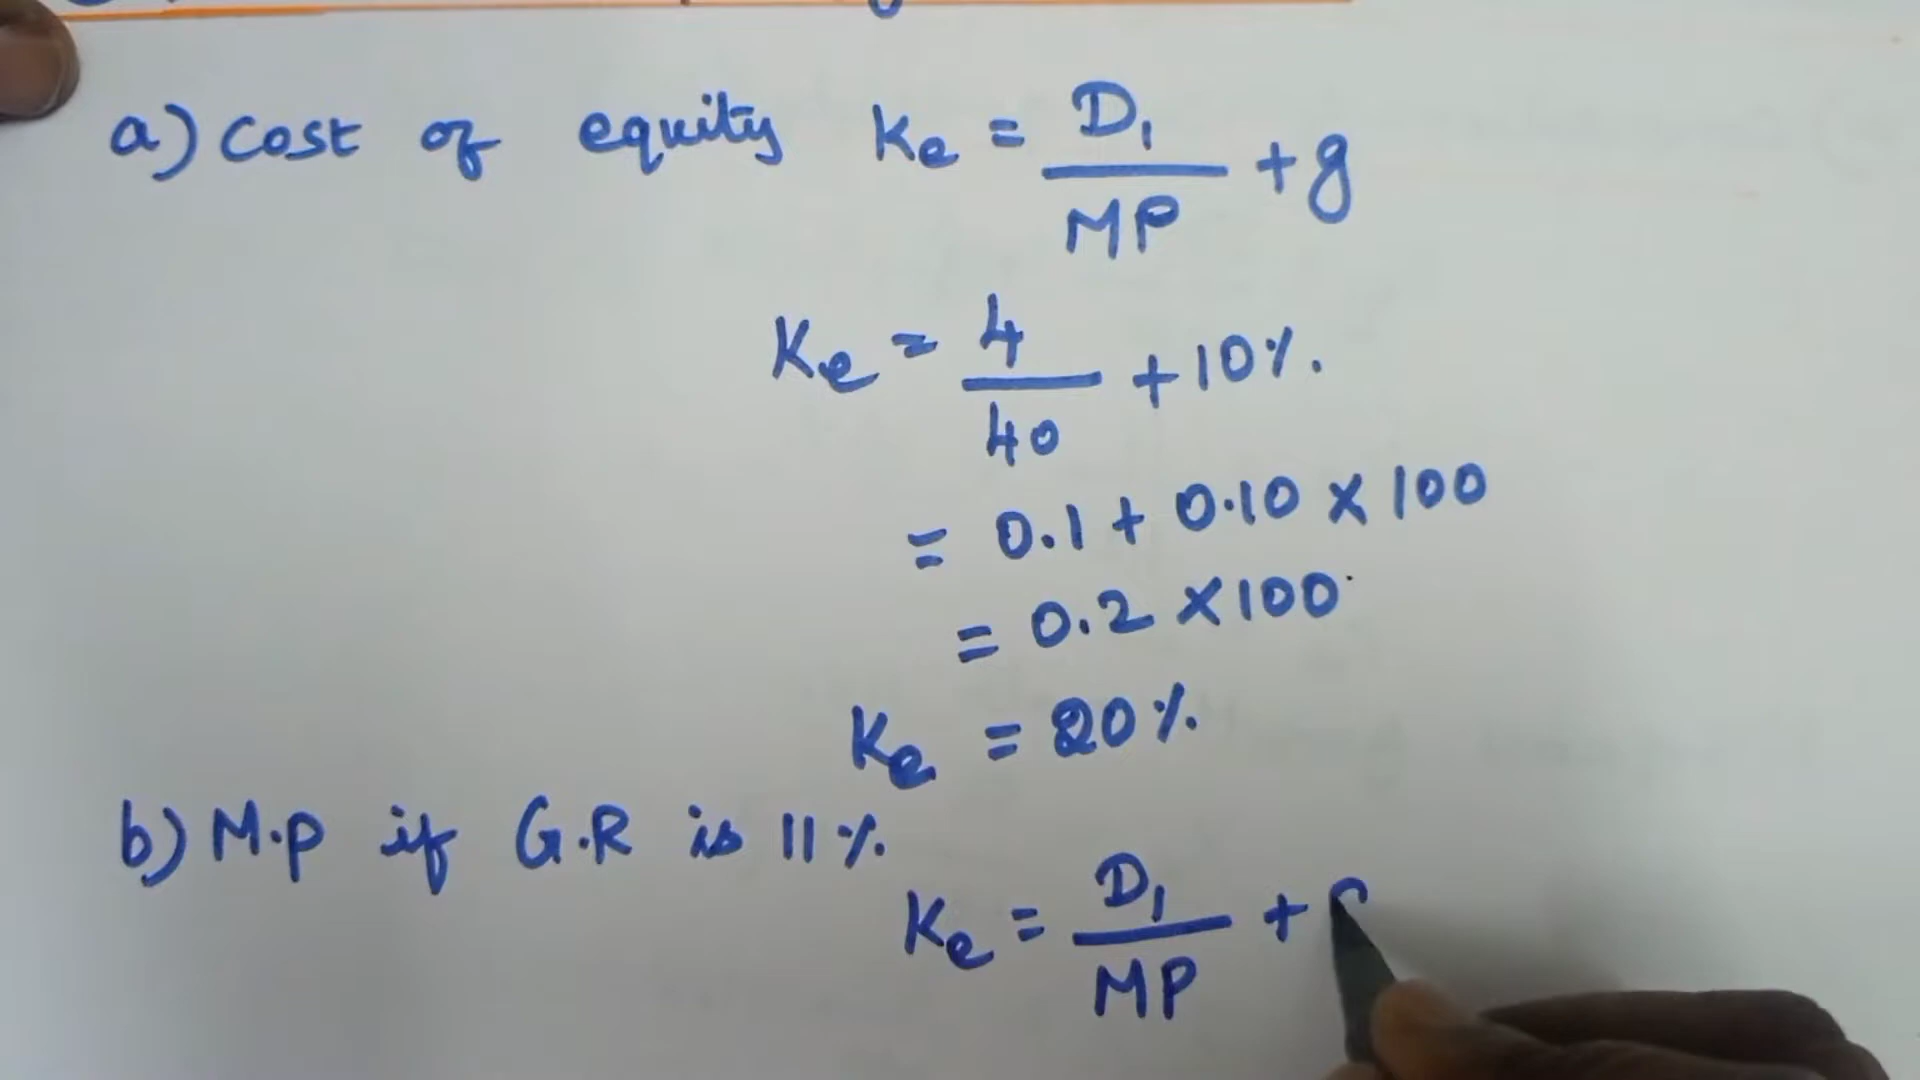 a) Cost of equity Ke = D₁/MP + g
Ke = 4/40 + 10%.
= 0.1 + 0.10 × 100
= 0.2 × 100
Ke = 20%.
b) M.P if G.R is 11%.
Ke = D₁/MP +